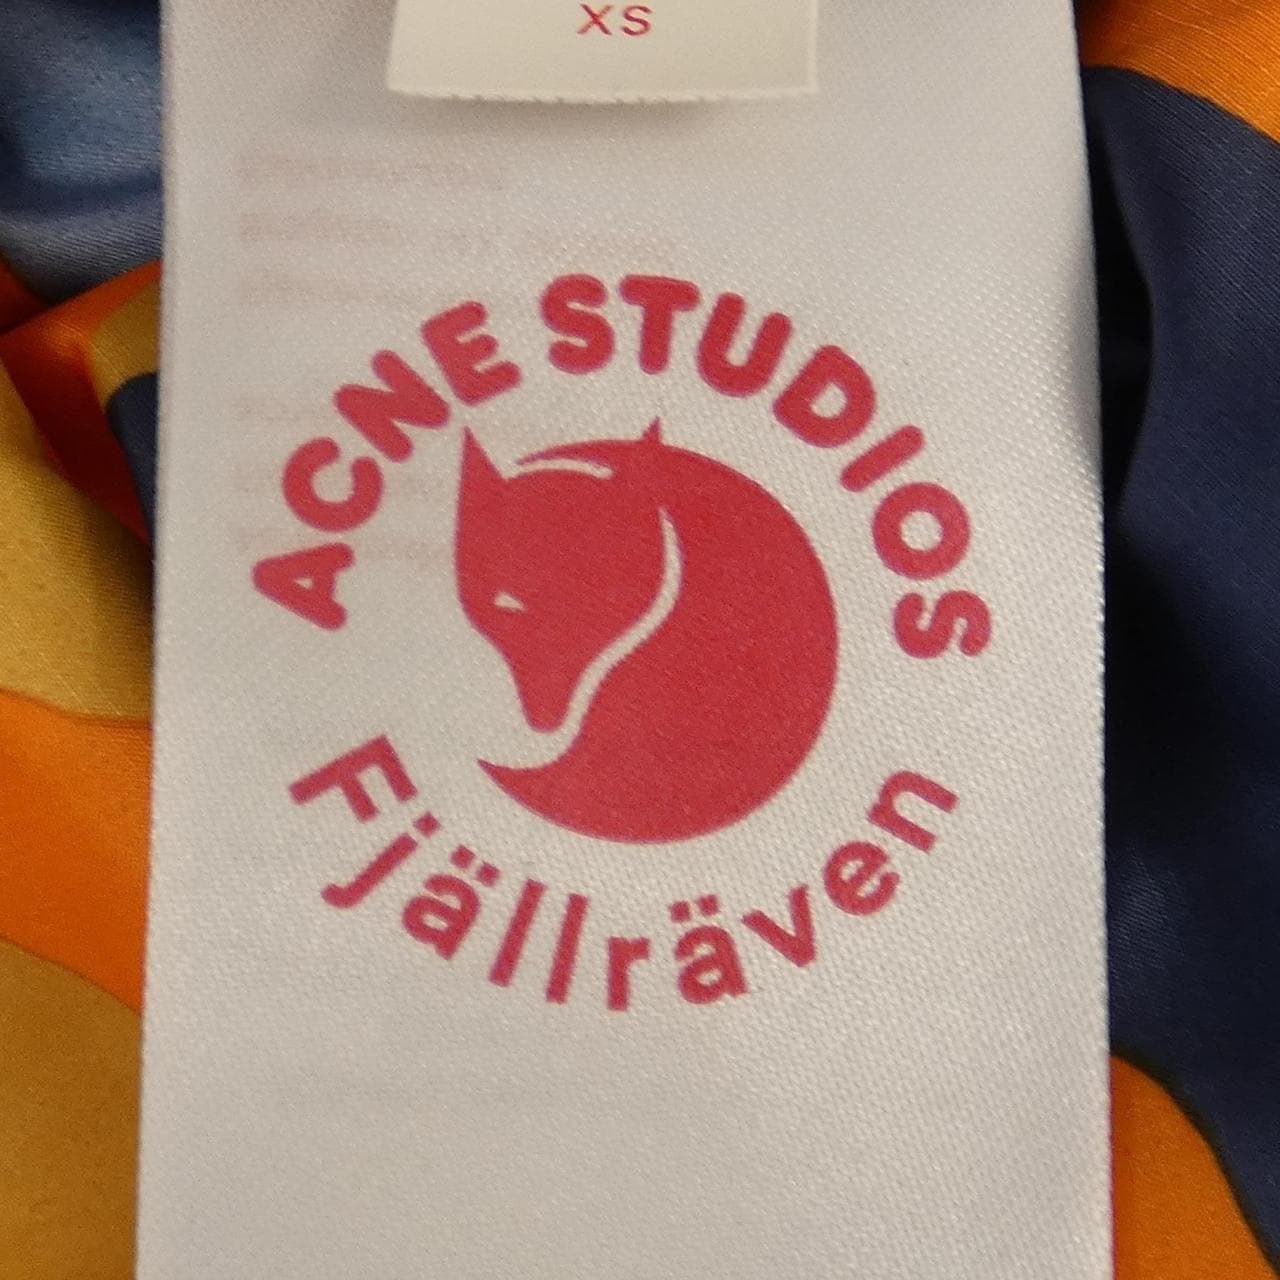 XS
ACNE STUDIOS
Fjällräven